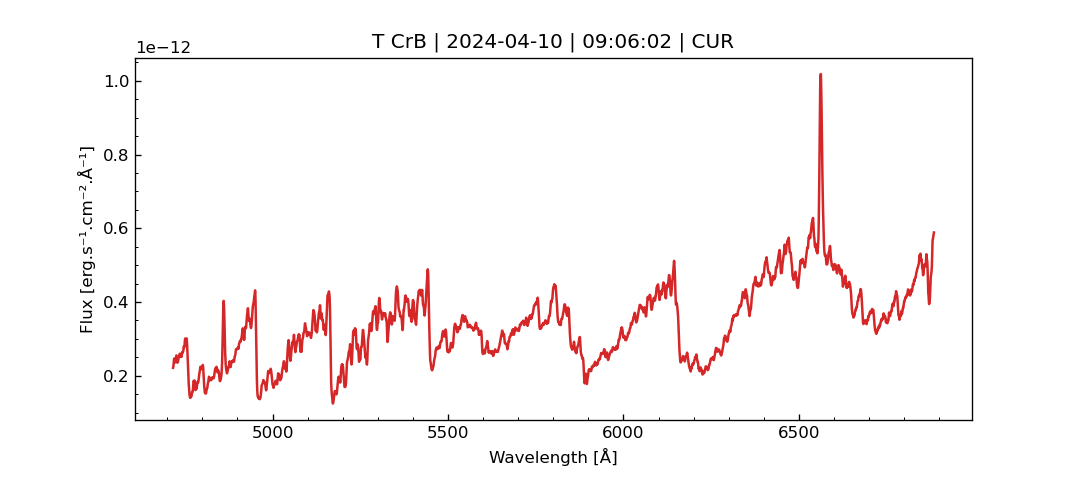 T CrB | 2024-04-10 | 09:06:02 | CUR
1e−12
1.0
0.8
0.6
0.4
0.2
Flux [erg.s⁻¹.cm⁻².Å⁻¹]
5000 5500 6000 6500
Wavelength [Å]